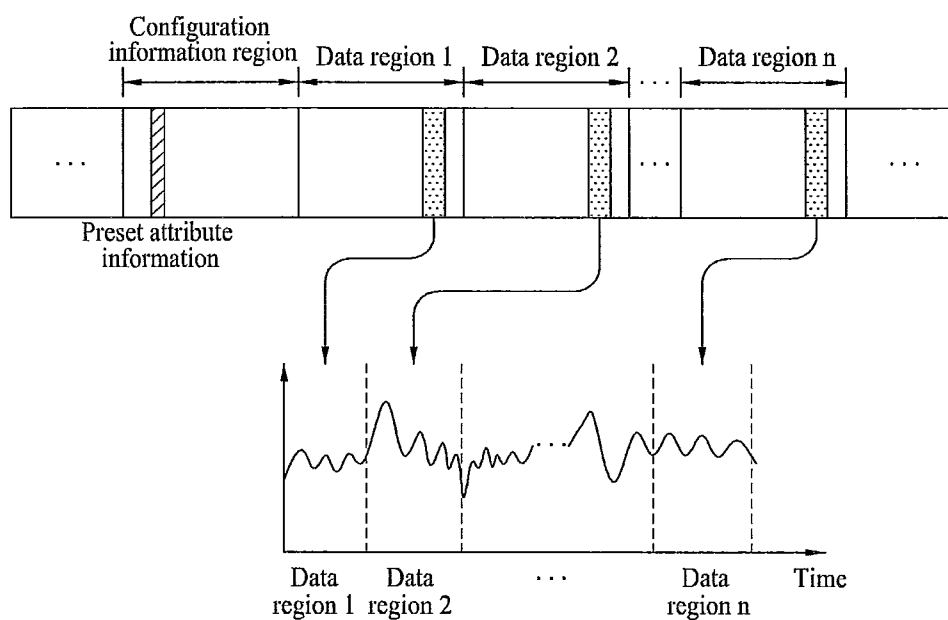 Configuration
information region
Data region 1
Data region 2
...
Data region n
...
...
...
Preset attribute
information
...
Data
region 1
Data
region 2
...
Data
region n
Time